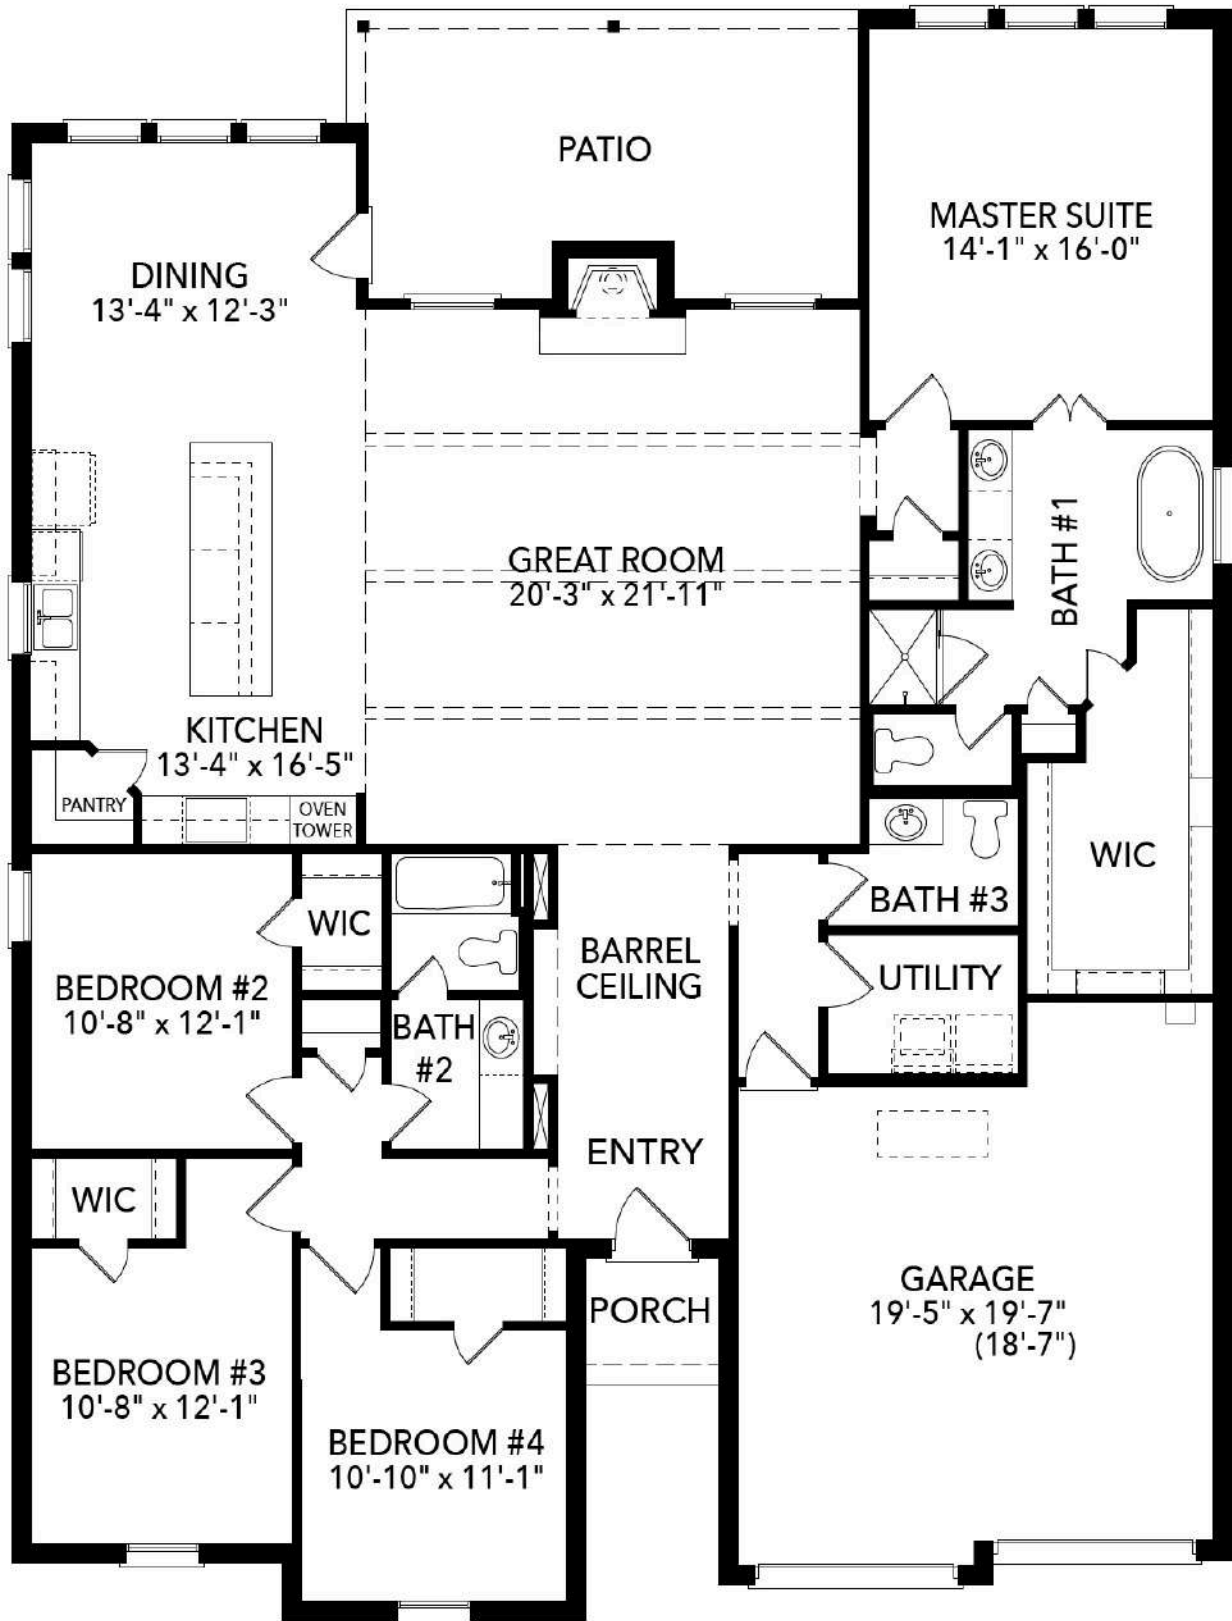 PATIO
MASTER SUITE
14'-1" x 16'-0"
DINING
13'-4" x 12'-3"
GREAT ROOM
20'-3" x 21'-11"
BATH #1
KITCHEN
13'-4" x 16'-5"
PANTRY
OVEN
TOWER
WIC
BATH #3
WIC
BARREL
CEILING
UTILITY
BEDROOM #2
10'-8" x 12'-1"
BATH
#2
ENTRY
WIC
GARAGE
19'-5" x 19'-7"
(18'-7")
PORCH
BEDROOM #3
10'-8" x 12'-1"
BEDROOM #4
10'-10" x 11'-1"